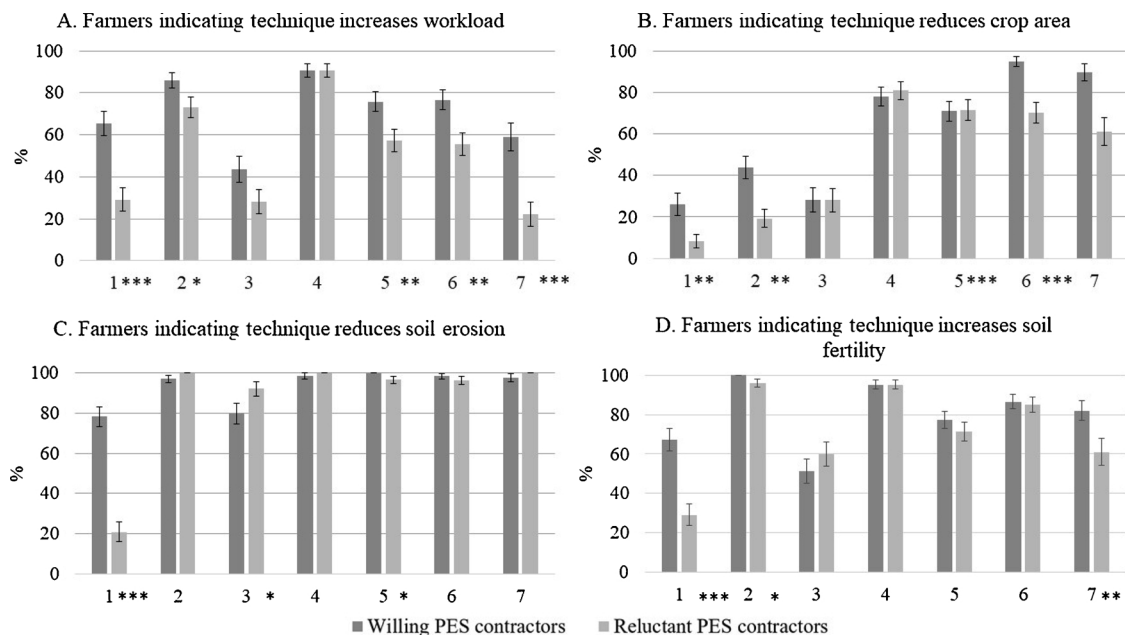 A. Farmers indicating technique increases workload
100
80
60
40
20
0
%
1 *** 2 * 3 4 5 ** 6 ** 7 ***
B. Farmers indicating technique reduces crop area
100
80
60
40
20
0
%
1 ** 2 ** 3 4 5 *** 6 *** 7
C. Farmers indicating technique reduces soil erosion
100
80
60
40
20
0
%
1 *** 2 3 * 4 5 * 6 7
D. Farmers indicating technique increases soil
fertility
100
80
60
40
20
0
%
1 *** 2 * 3 4 5 6 7 **
Willing PES contractors Reluctant PES contractors